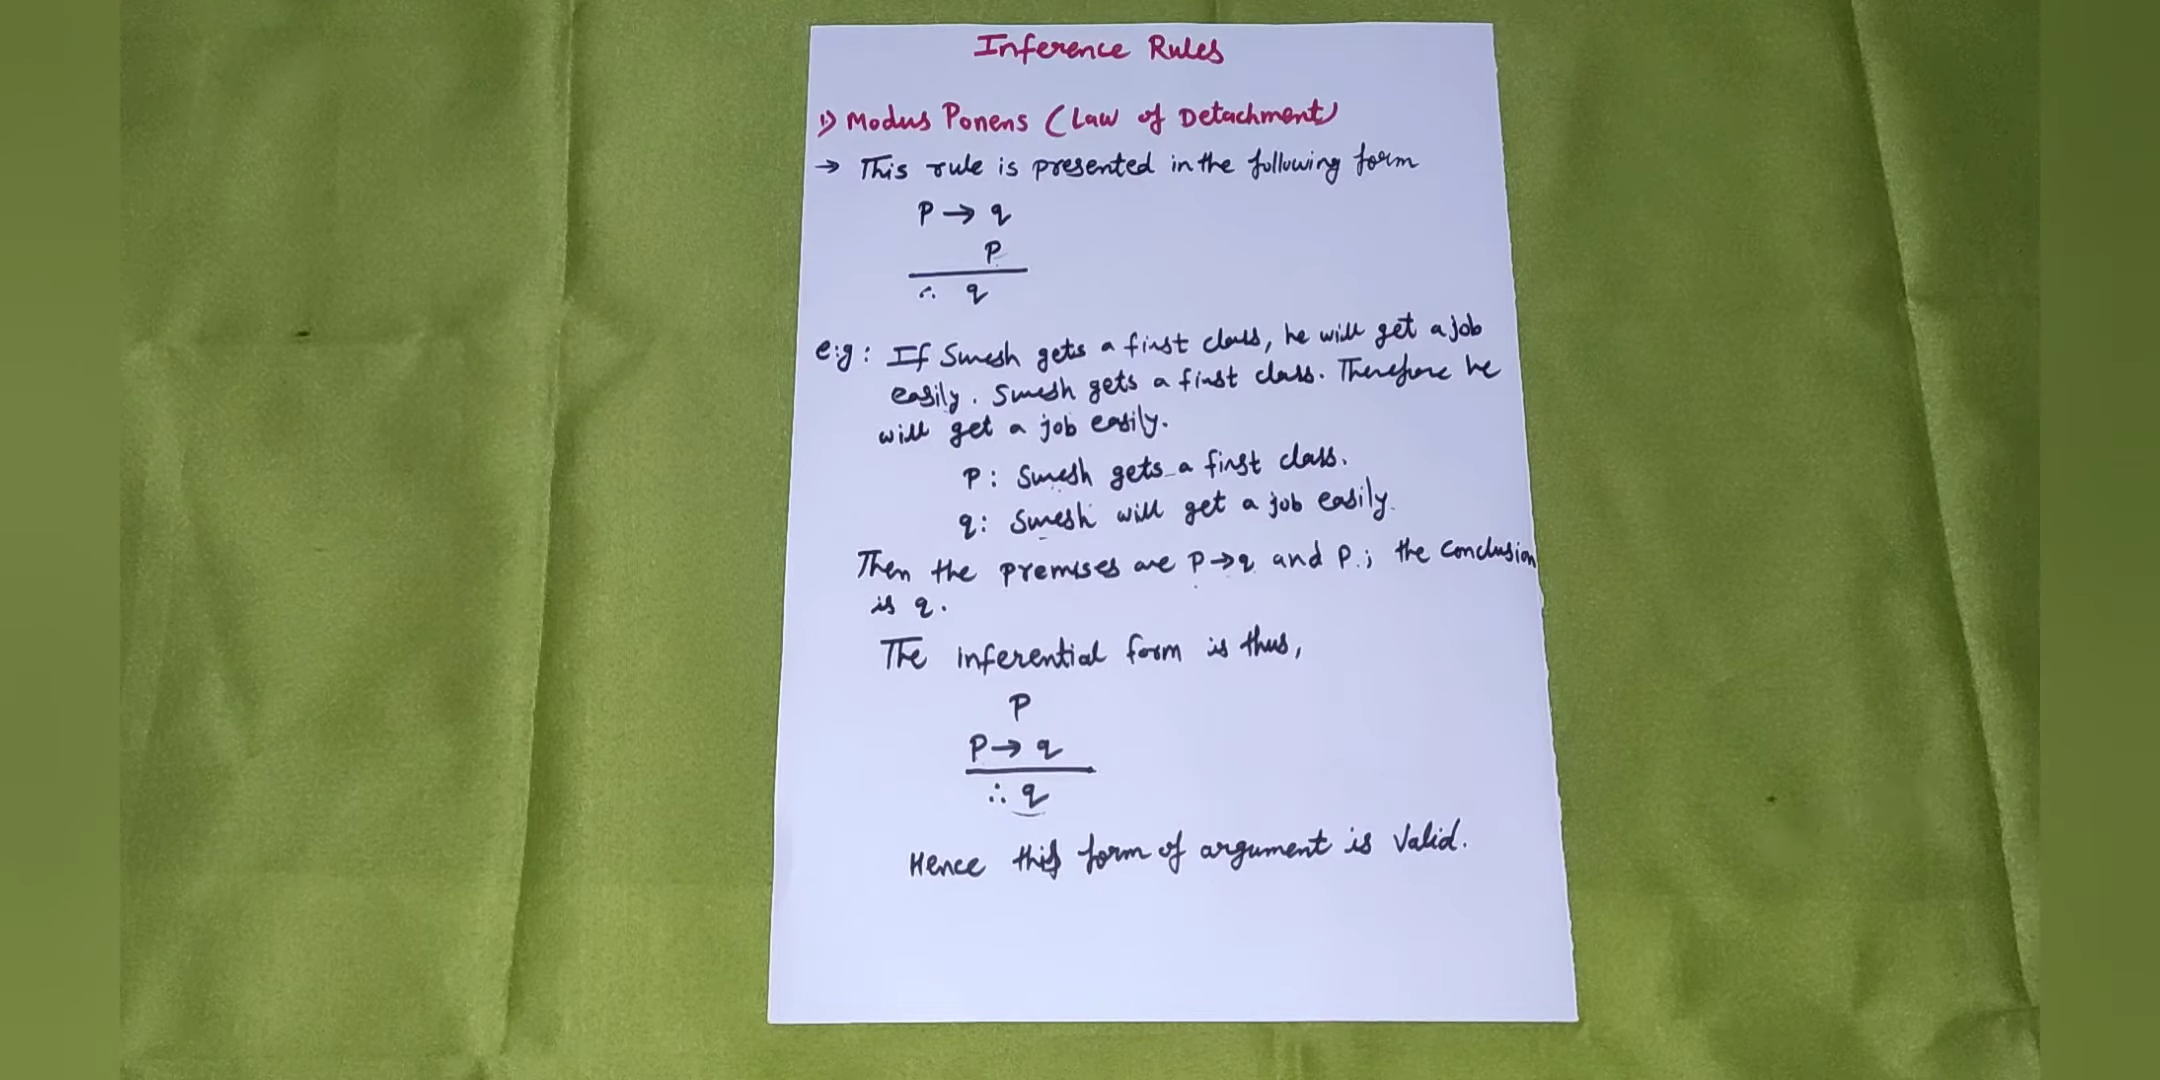 Inference Rules
1) Modus Ponens (Law of Detachment)
→ This rule is presented in the following form
P → q
P
∴ q
e.g: If Suresh gets a first class, he will get a job
easily. Suresh gets a first class. Therefore he
will get a job easily.
P: Suresh gets a first class.
q: Suresh will get a job easily.
Then the premises are P→q and P; the Conclusion
is q.
The inferential form is thus,
P
P→ q
∴ q
Hence this form of argument is Valid.